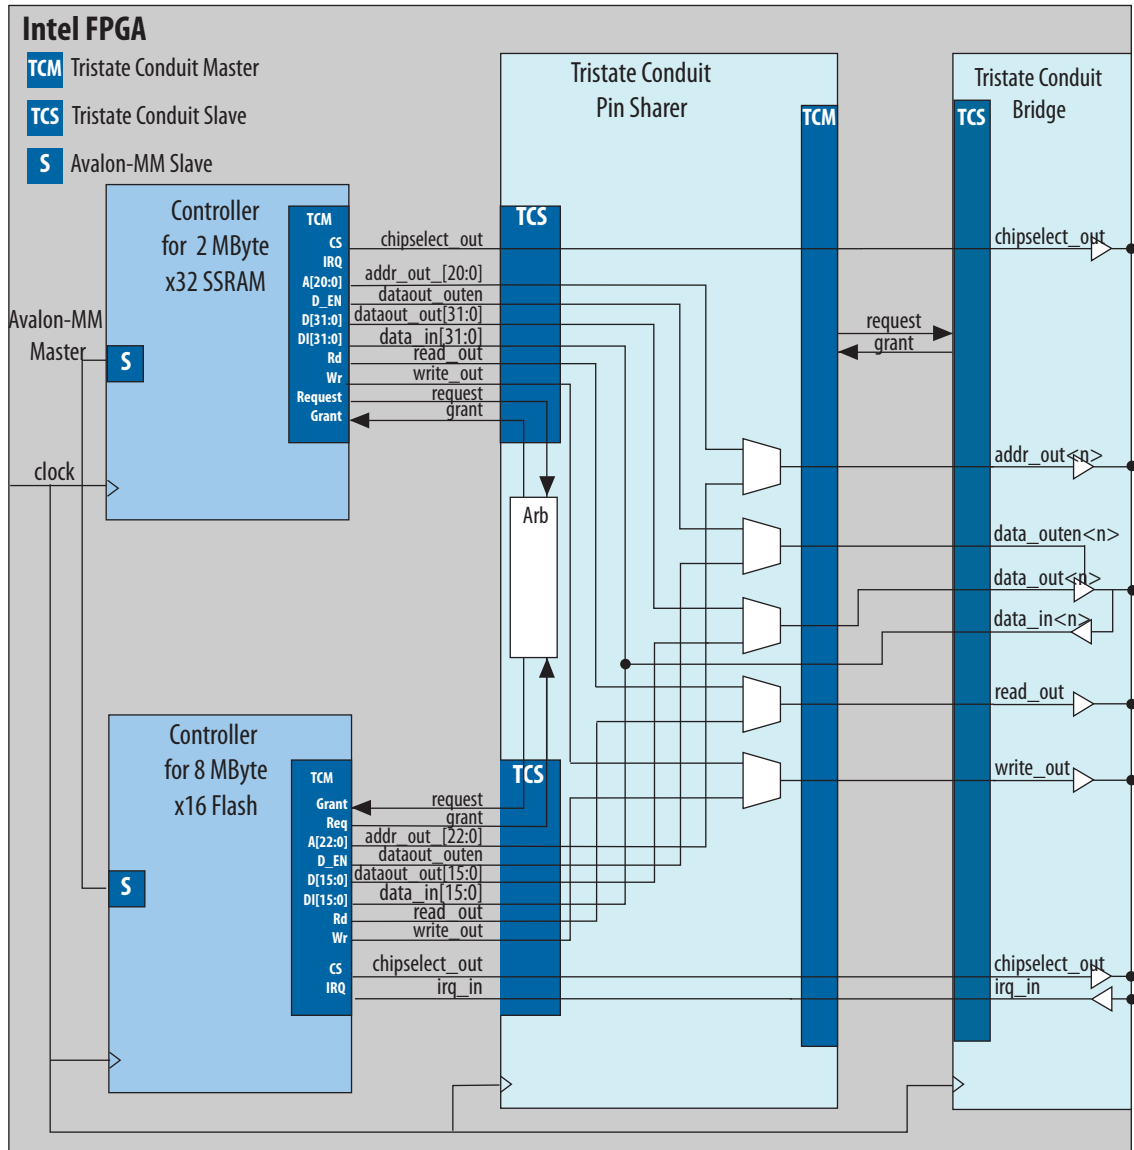 Intel FPGA
TCM Tristate Conduit Master
TCS Tristate Conduit Slave
S Avalon-MM Slave
Tristate Conduit
Pin Sharer
Tristate Conduit
Bridge
TCM
TCS
Controller
for 2 MByte
x32 SSRAM
TCM
CS
IRQ
A[20:0]
D_EN
D[31:0]
DI[31:0]
Rd
Wr
Request
Grant
chipselect_out
addr_out_[20:0]
dataout_outen
dataout_out[31:0]
data_in[31:0]
read_out
write_out
request
grant
TCS
Avalon-MM
Master
S
clock
Arb
request
grant
chipselect_out
addr_out<n>
data_outen<n>
data_out<n>
data_in<n>
read_out
write_out
chipselect_out
irq_in
Controller
for 8 MByte
x16 Flash
S
TCM
Grant
Req
A[22:0]
D_EN
D[15:0]
DI[15:0]
Rd
Wr
CS
IRQ
request
grant
addr_out_[22:0]
dataout_outen
dataout_out[15:0]
data_in[15:0]
read_out
write_out
chipselect_out
irq_in
TCS